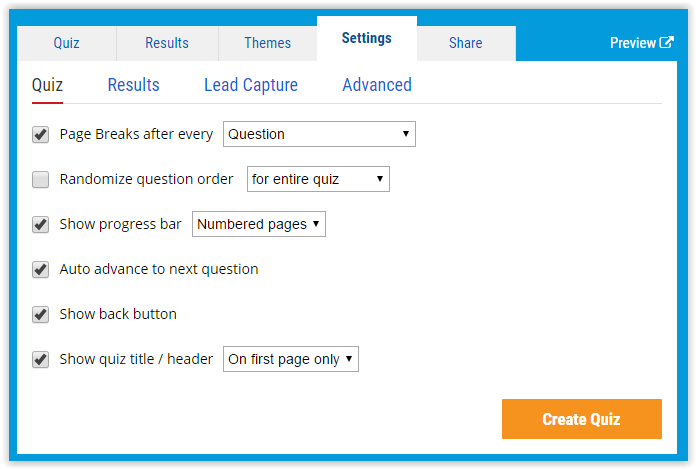 Quiz Results Themes Settings Share Preview
Quiz Results Lead Capture Advanced
Page Breaks after every Question
Randomize question order for entire quiz
Show progress bar Numbered pages
Auto advance to next question
Show back button
Show quiz title / header On first page only
Create Quiz